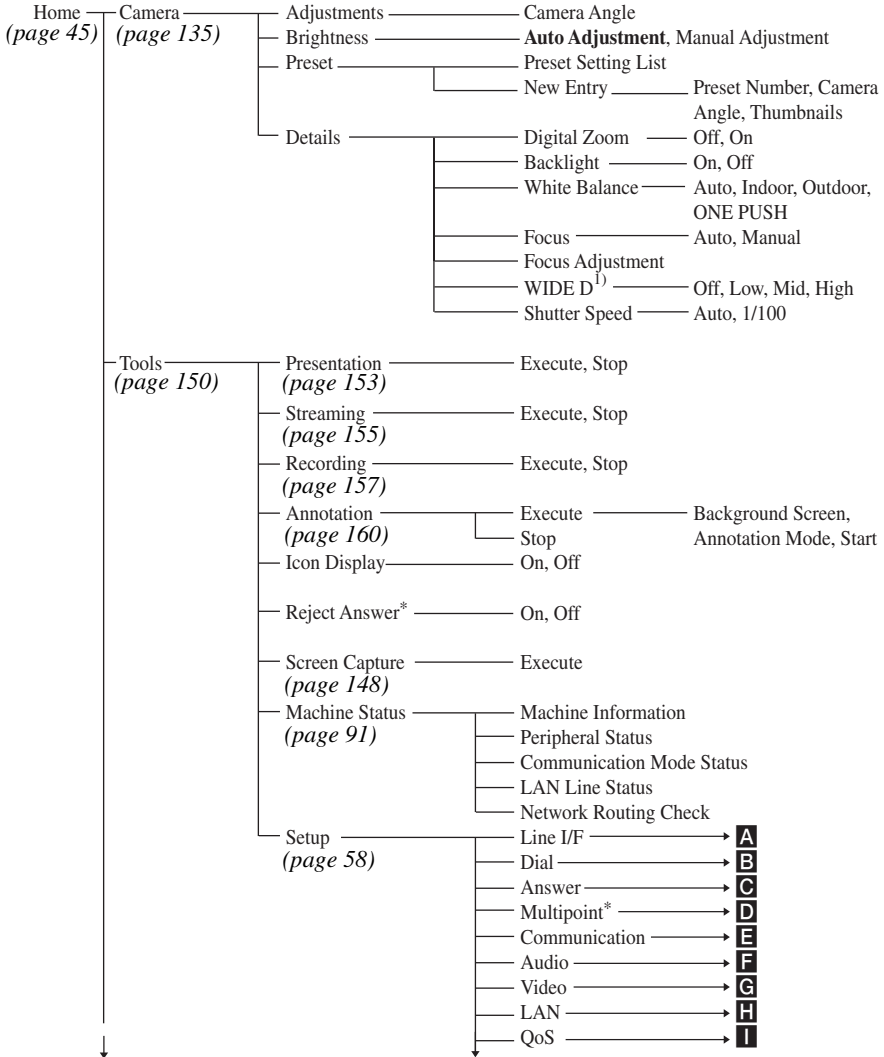 Home Camera Adjustments Camera Angle
(page 45) (page 135) Brightness Auto Adjustment, Manual Adjustment
Preset Preset Setting List
New Entry Preset Number, Camera
Angle, Thumbnails
Details Digital Zoom Off, On
Backlight On, Off
White Balance Auto, Indoor, Outdoor,
ONE PUSH
Focus Auto, Manual
Focus Adjustment
WIDE D1) Off, Low, Mid, High
Shutter Speed Auto, 1/100
Tools Presentation Execute, Stop
(page 150) (page 153)
Streaming Execute, Stop
(page 155)
Recording Execute, Stop
(page 157)
Annotation Execute Background Screen,
(page 160) Stop Annotation Mode, Start
Icon Display On, Off
Reject Answer* On, Off
Screen Capture Execute
(page 148)
Machine Status Machine Information
(page 91) Peripheral Status
Communication Mode Status
LAN Line Status
Network Routing Check
Setup Line I/F A
(page 58) Dial B
Answer C
Multipoint* D
Communication E
Audio F
Video G
LAN H
QoS I